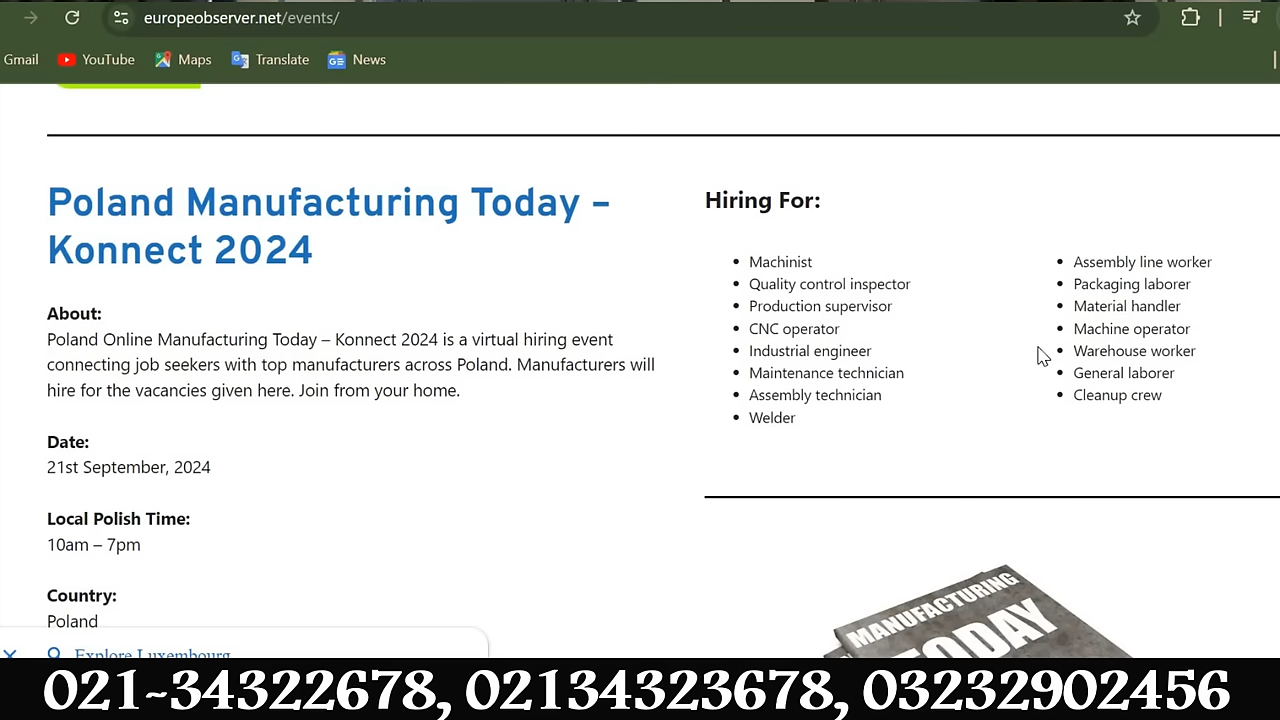 europeobserver.net/events/
Gmail YouTube Maps Translate News
Poland Manufacturing Today –
Konnect 2024
About:
Poland Online Manufacturing Today – Konnect 2024 is a virtual hiring event
connecting job seekers with top manufacturers across Poland. Manufacturers will
hire for the vacancies given here. Join from your home.
Date:
21st September, 2024
Local Polish Time:
10am – 7pm
Country:
Poland
Explore Luxembourg
Hiring For:
Machinist
Quality control inspector
Production supervisor
CNC operator
Industrial engineer
Maintenance technician
Assembly technician
Welder
Assembly line worker
Packaging laborer
Material handler
Machine operator
Warehouse worker
General laborer
Cleanup crew
MANUFACTURING
TODAY
021-34322678, 02134323678, 03232902456